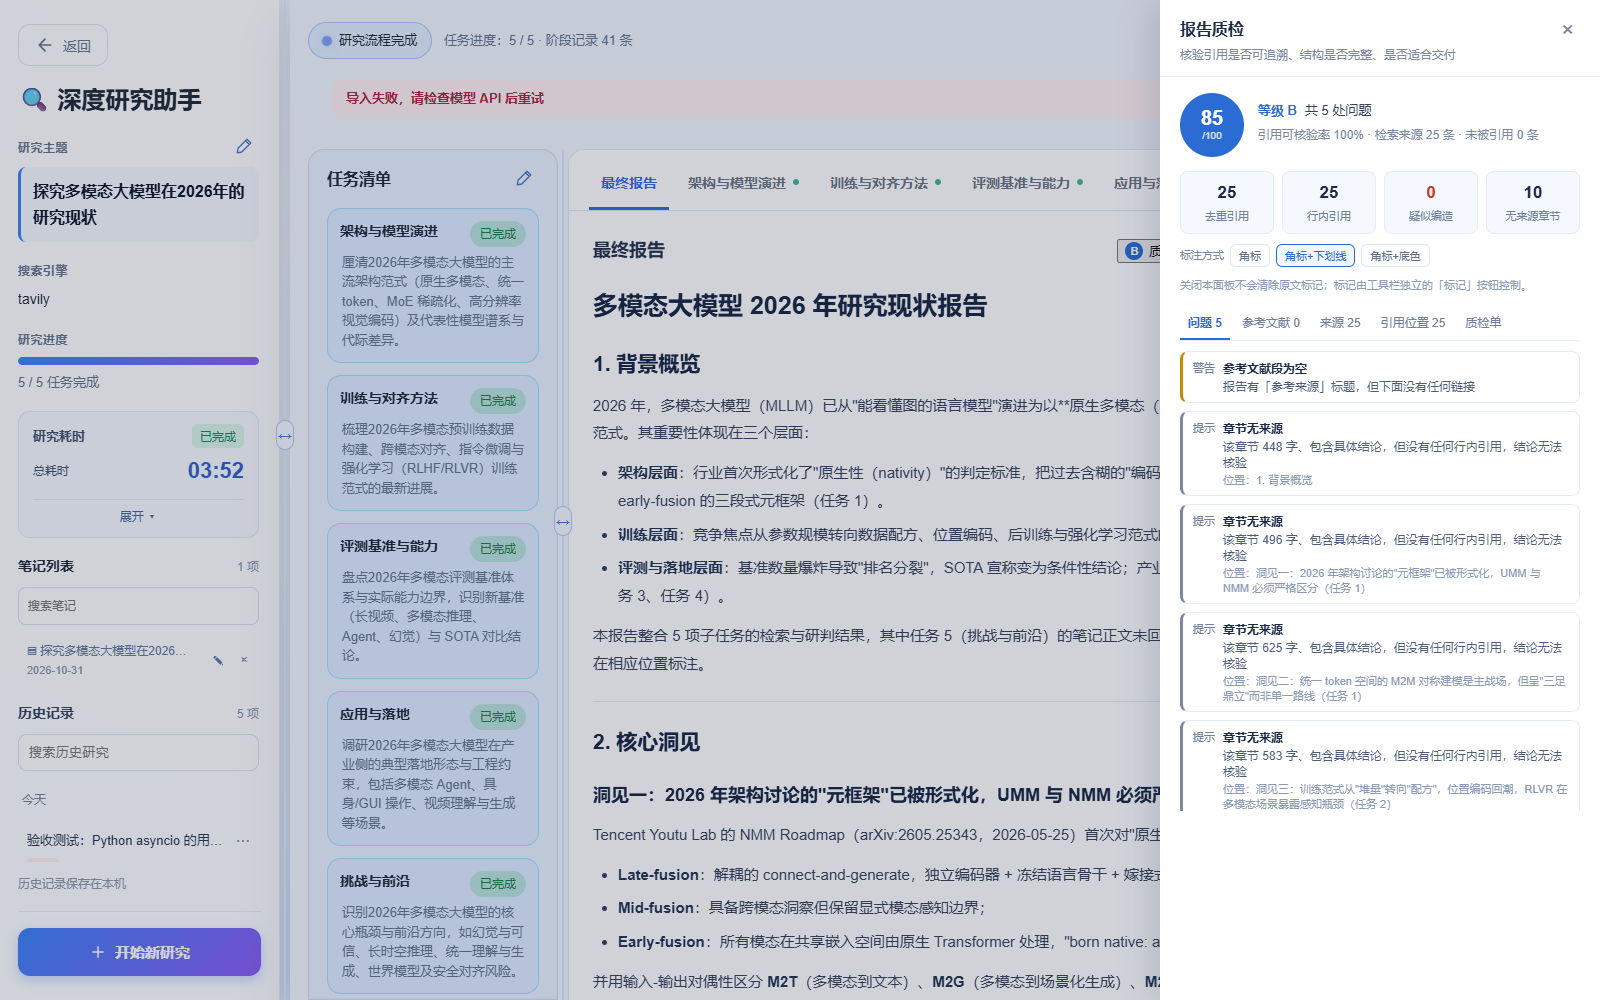 返回
深度研究助手
研究主题
探究多模态大模型在2026年的
研究现状
搜索引擎
tavily
研究进度
5 / 5 任务完成
研究耗时
已完成
总耗时
03:52
展开
笔记列表
1 项
搜索笔记
探究多模态大模型在2026...
2026-10-31
历史记录
5 项
搜索历史研究
今天
验收测试：Python asyncio 的用...
历史记录保存在本机
开始新研究
研究流程完成
任务进度：5 / 5 · 阶段记录 41 条
导入失败，请检查模型 API 后重试
任务清单
架构与模型演进
已完成
厘清2026年多模态大模型的主
流架构范式（原生多模态、统一
token、MoE 稀疏化、高分辨率
视觉编码）及代表性模型谱系与
代际差异。
训练与对齐方法
已完成
梳理2026年多模态预训练数据
构建、跨模态对齐、指令微调与
强化学习（RLHF/RLVR）训练
范式的最新进展。
评测基准与能力
已完成
盘点2026年多模态评测基准体
系与实际能力边界，识别新基准
（长视频、多模态推理、
Agent、幻觉）与 SOTA 对比结
论。
应用与落地
已完成
调研2026年多模态大模型在产
业侧的典型落地形态与工程约
束，包括多模态 Agent、具
身/GUI 操作、视频理解与生成
等场景。
挑战与前沿
已完成
识别2026年多模态大模型的核
心瓶颈与前沿方向，如幻觉与可
信、长时空推理、统一理解与生
成、世界模型及安全对齐风险。
最终报告
架构与模型演进
训练与对齐方法
评测基准与能力
应用与
最终报告
B
多模态大模型 2026 年研究现状报告
1. 背景概览
2026 年，多模态大模型（MLLM）已从"能看懂图的语言模型"演进为以**原生多模态（
范式。其重要性体现在三个层面：
架构层面：行业首次形式化了"原生性（nativity）"的判定标准，把过去含糊的"编码
early-fusion 的三段式元框架（任务 1）。
训练层面：竞争焦点从参数规模转向数据配方、位置编码、后训练与强化学习范式
评测与落地层面：基准数量爆炸导致"排名分裂"，SOTA 宣称变为条件性结论；产业
务 3、任务 4）。
本报告整合 5 项子任务的检索与研判结果，其中任务 5（挑战与前沿）的笔记正文未回
在相应位置标注。
2. 核心洞见
洞见一：2026 年架构讨论的"元框架"已被形式化，UMM 与 NMM 必须
Tencent Youtu Lab 的 NMM Roadmap（arXiv:2605.25343，2026-05-25）首次对"原生
Late-fusion：解耦的 connect-and-generate，独立编码器 + 冻结语言骨干 + 嫁接
Mid-fusion：具备跨模态洞察但保留显式模态感知边界；
Early-fusion：所有模态在共享嵌入空间由原生 Transformer 处理，"born native: a
并用输入-输出对偶性区分 M2T（多模态到文本）、M2G（多模态到场景化生成）、M
报告质检
核验引用是否可追溯、结构是否完整、是否适合交付
85
/100
等级 B 共 5 处问题
引用可核验率 100% · 检索来源 25 条 · 未被引用 0 条
25
去重引用
25
行内引用
0
疑似编造
10
无来源章节
标注方式
角标
角标+下划线
角标+底色
关闭本面板不会清除原文标记；标记由工具栏独立的「标记」按钮控制。
问题 5
参考文献 0
来源 25
引用位置 25
质检单
警告
参考文献段为空
报告有「参考来源」标题，但下面没有任何链接
提示
章节无来源
该章节 448 字、包含具体结论，但没有任何行内引用，结论无法
核验
位置：1. 背景概览
提示
章节无来源
该章节 496 字、包含具体结论，但没有任何行内引用，结论无法
核验
位置：洞见一：2026 年架构讨论的"元框架"已被形式化，UMM 与
NMM 必须严格区分（任务 1）
提示
章节无来源
该章节 625 字、包含具体结论，但没有任何行内引用，结论无法
核验
位置：洞见二：统一 token 空间的 M2M 对称建模是主战场，但呈"三足
鼎立"而非单一路线（任务 1）
提示
章节无来源
该章节 583 字、包含具体结论，但没有任何行内引用，结论无法
核验
位置：洞见三：训练范式从"堆量"转向"配方"，位置编码回潮，RLVR 在
多模态场景暴露感知瓶颈（任务 2）